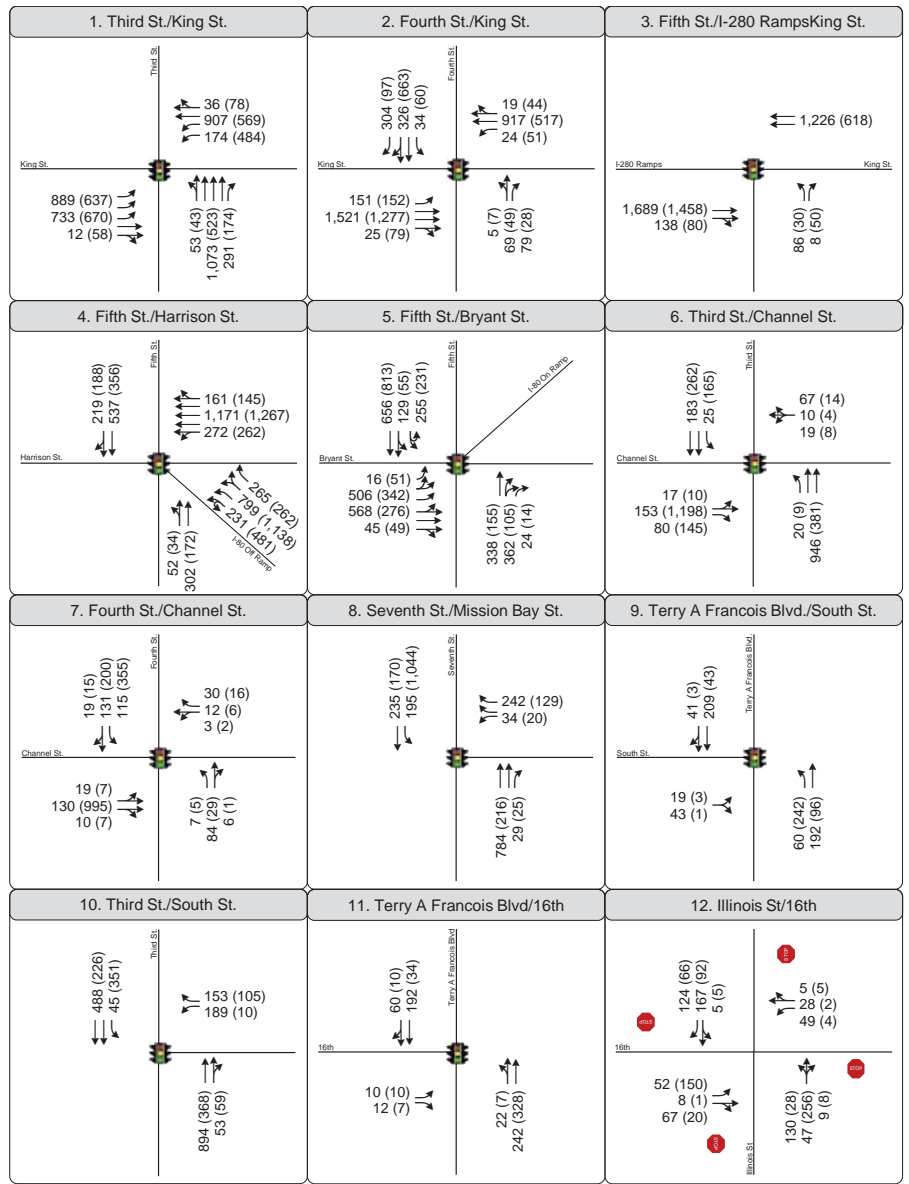 1. Third St./King St.
Third St.
36 (78)
907 (569)
174 (484)
King St.
889 (637)
733 (670)
12 (58)
53 (43)
1,073 (523)
291 (174)
2. Fourth St./King St.
304 (97)
326 (663)
34 (60)
Fourth St.
19 (44)
917 (517)
24 (51)
King St.
151 (152)
1,521 (1,277)
25 (79)
5 (7)
69 (49)
79 (28)
3. Fifth St./I-280 RampsKing St.
1,226 (618)
I-280 Ramps
King St.
1,689 (1,458)
138 (80)
86 (30)
8 (50)
4. Fifth St./Harrison St.
219 (188)
537 (356)
Fifth St.
161 (145)
1,171 (1,267)
272 (262)
Harrison St.
265 (262)
799 (1,138)
231 (481)
I-80 Off Ramp
52 (34)
302 (172)
5. Fifth St./Bryant St.
656 (813)
129 (55)
255 (231)
Fifth St.
I-80 On Ramp
Bryant St.
16 (51)
506 (342)
568 (276)
45 (49)
338 (155)
362 (105)
24 (14)
6. Third St./Channel St.
183 (262)
25 (165)
Third St.
67 (14)
10 (4)
19 (8)
Channel St.
17 (10)
153 (1,198)
80 (145)
20 (9)
946 (381)
7. Fourth St./Channel St.
19 (15)
131 (200)
115 (355)
Fourth St.
30 (16)
12 (6)
3 (2)
Channel St.
19 (7)
130 (995)
10 (7)
7 (5)
84 (29)
6 (1)
8. Seventh St./Mission Bay St.
235 (170)
195 (1,044)
Seventh St.
242 (129)
34 (20)
784 (216)
29 (25)
9. Terry A Francois Blvd./South St.
41 (3)
209 (43)
Terry A Francois Blvd.
South St.
19 (3)
43 (1)
60 (242)
192 (96)
10. Third St./South St.
488 (226)
45 (351)
Third St.
153 (105)
189 (10)
894 (368)
53 (59)
11. Terry A Francois Blvd/16th
60 (10)
192 (34)
Terry A Francois Blvd
16th
10 (10)
12 (7)
22 (7)
242 (328)
12. Illinois St/16th
124 (66)
167 (92)
5 (5)
STOP
5 (5)
28 (2)
49 (4)
STOP
16th
STOP
52 (150)
8 (1)
67 (20)
STOP
Illinois St
130 (28)
47 (256)
9 (8)